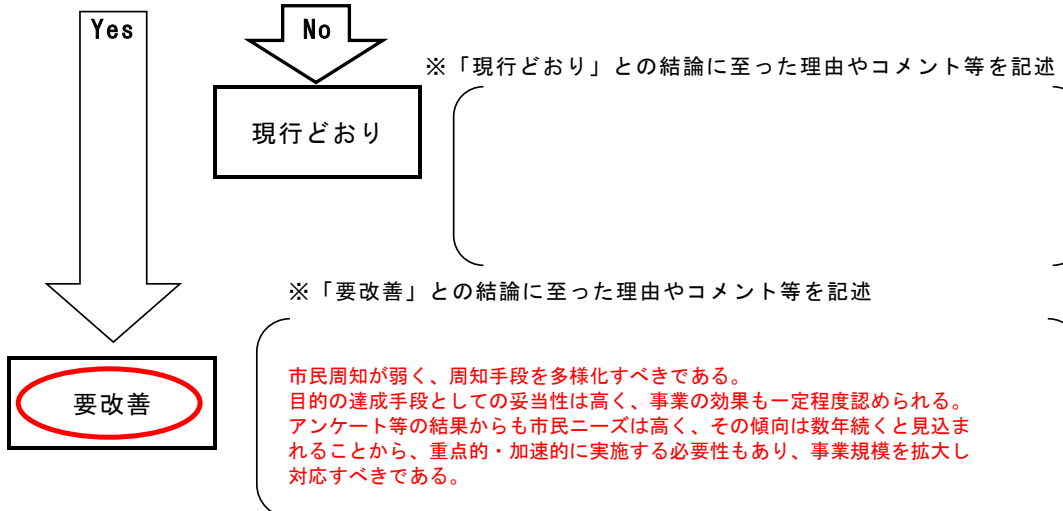 Yes
No
※「現行どおり」との結論に至った理由やコメント等を記述
現行どおり
※「要改善」との結論に至った理由やコメント等を記述
要改善
市民周知が弱く、周知手段を多様化すべきである。
目的の達成手段としての妥当性は高く、事業の効果も一定程度認められる。
アンケート等の結果からも市民ニーズは高く、その傾向は数年続くと見込ま
れることから、重点的・加速的に実施する必要性もあり、事業規模を拡大し
対応すべきである。